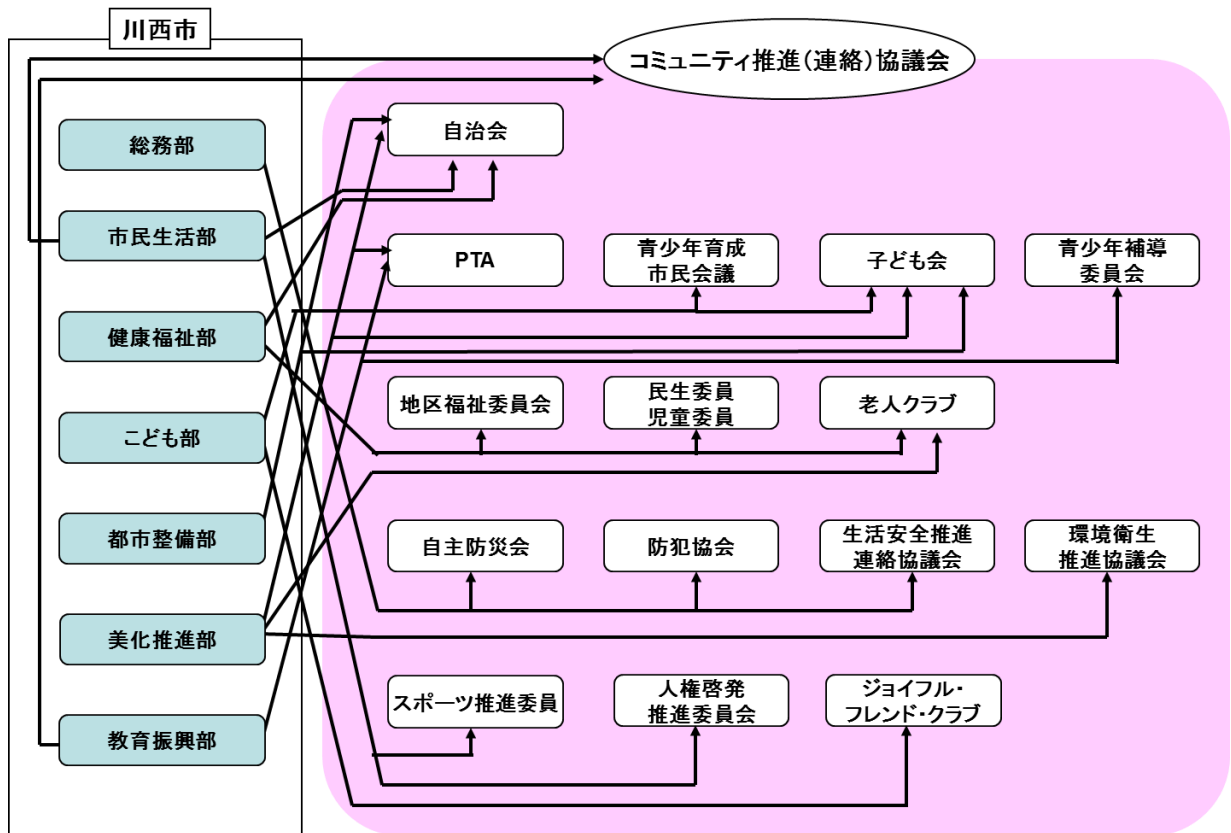 川西市
コミュニティ推進(連絡)協議会
総務部
市民生活部
健康福祉部
こども部
都市整備部
美化推進部
教育振興部
自治会
PTA
青少年育成
市民会議
子ども会
青少年補導
委員会
地区福祉委員会
民生委員
児童委員
老人クラブ
自主防災会
防犯協会
生活安全推進
連絡協議会
環境衛生
推進協議会
スポーツ推進委員
人権啓発
推進委員会
ジョイフル・
フレンド・クラブ